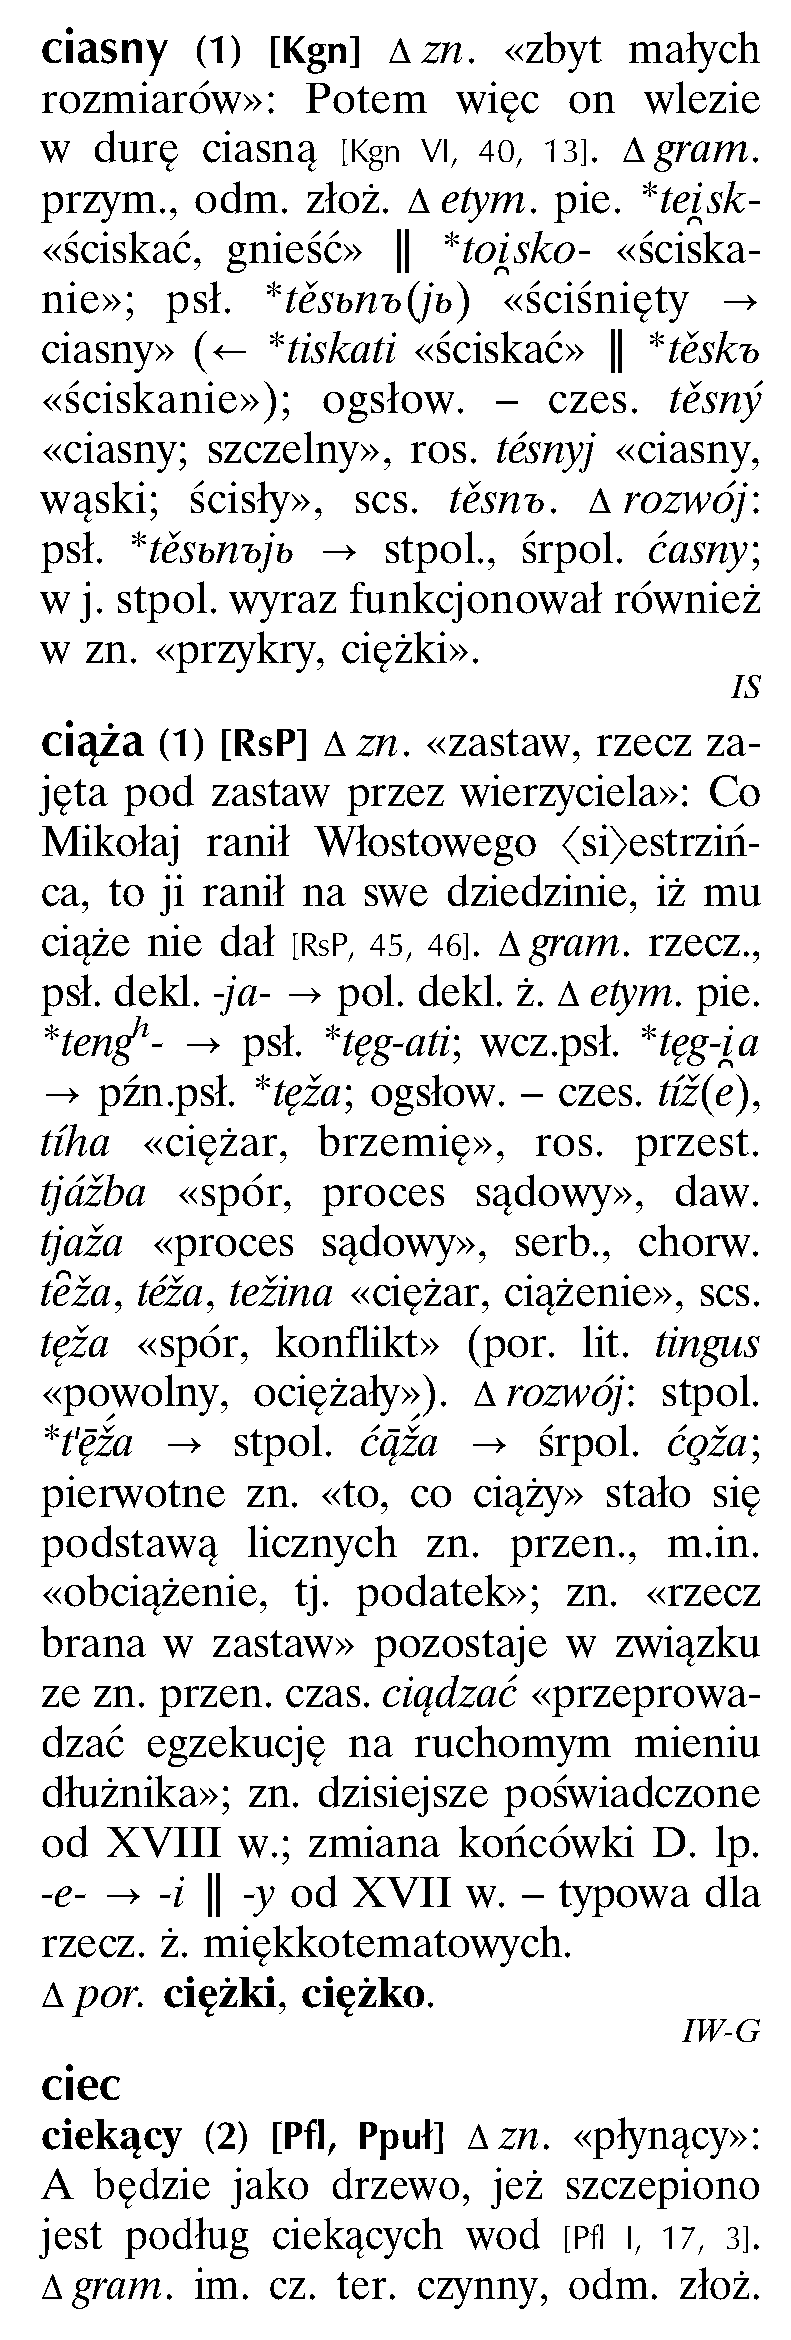 ciasny (1) [Kgn] Δ zn. «zbyt małych
rozmiarów»: Potem więc on wlezie
w durę ciasną [Kgn VI, 40, 13]. Δ gram.
przym., odm. złoż. Δ etym. pie. *tei̯sk-
«ściskać, gnieść» ‖ *toi̯sko- «ściska-
nie»; psł. *těsьnъ(jь) «ściśnięty →
ciasny» (← *tiskati «ściskać» ‖ *těskъ
«ściskanie»); ogsłow. – czes. těsný
«ciasny; szczelny», ros. tésnyj «ciasny,
wąski; ścisły», scs. těsnъ. Δ rozwój:
psł. *těsьnъjь → stpol., śrpol. ćasny;
w j. stpol. wyraz funkcjonował również
w zn. «przykry, ciężki».
IS
ciąża (1) [RsP] Δ zn. «zastaw, rzecz za-
jęta pod zastaw przez wierzyciela»: Co
Mikołaj ranił Włostowego ⟨si⟩estrziń-
ca, to ji ranił na swe dziedzinie, iż mu
ciąże nie dał [RsP, 45, 46]. Δ gram. rzecz.,
psł. dekl. -ja- → pol. dekl. ż. Δ etym. pie.
*tengʰ- → psł. *tęg-ati; wcz.psł. *tęg-i̯a
→ pźn.psł. *tęža; ogsłow. – czes. tíž(e),
tíha «ciężar, brzemię», ros. przest.
tjážba «spór, proces sądowy», daw.
tjaža «proces sądowy», serb., chorw.
tȇža, téža, težina «ciężar, ciążenie», scs.
tęža «spór, konflikt» (por. lit. tingus
«powolny, ociężały»). Δ rozwój: stpol.
*t'ę̄ž́a → stpol. ćą̄ž́a → śrpol. ćǫža;
pierwotne zn. «to, co ciąży» stało się
podstawą licznych zn. przen., m.in.
«obciążenie, tj. podatek»; zn. «rzecz
brana w zastaw» pozostaje w związku
ze zn. przen. czas. ciądzać «przeprowa-
dzać egzekucję na ruchomym mieniu
dłużnika»; zn. dzisiejsze poświadczone
od XVIII w.; zmiana końcówki D. lp.
-e- → -i ‖ -y od XVII w. – typowa dla
rzecz. ż. miękkotematowych.
Δ por. ciężki, ciężko.
IW-G
ciec
ciekący (2) [Pfl, Ppuł] Δ zn. «płynący»:
A będzie jako drzewo, jeż szczepiono
jest podług ciekących wod [Pfl I, 17, 3].
Δ gram. im. cz. ter. czynny, odm. złoż.